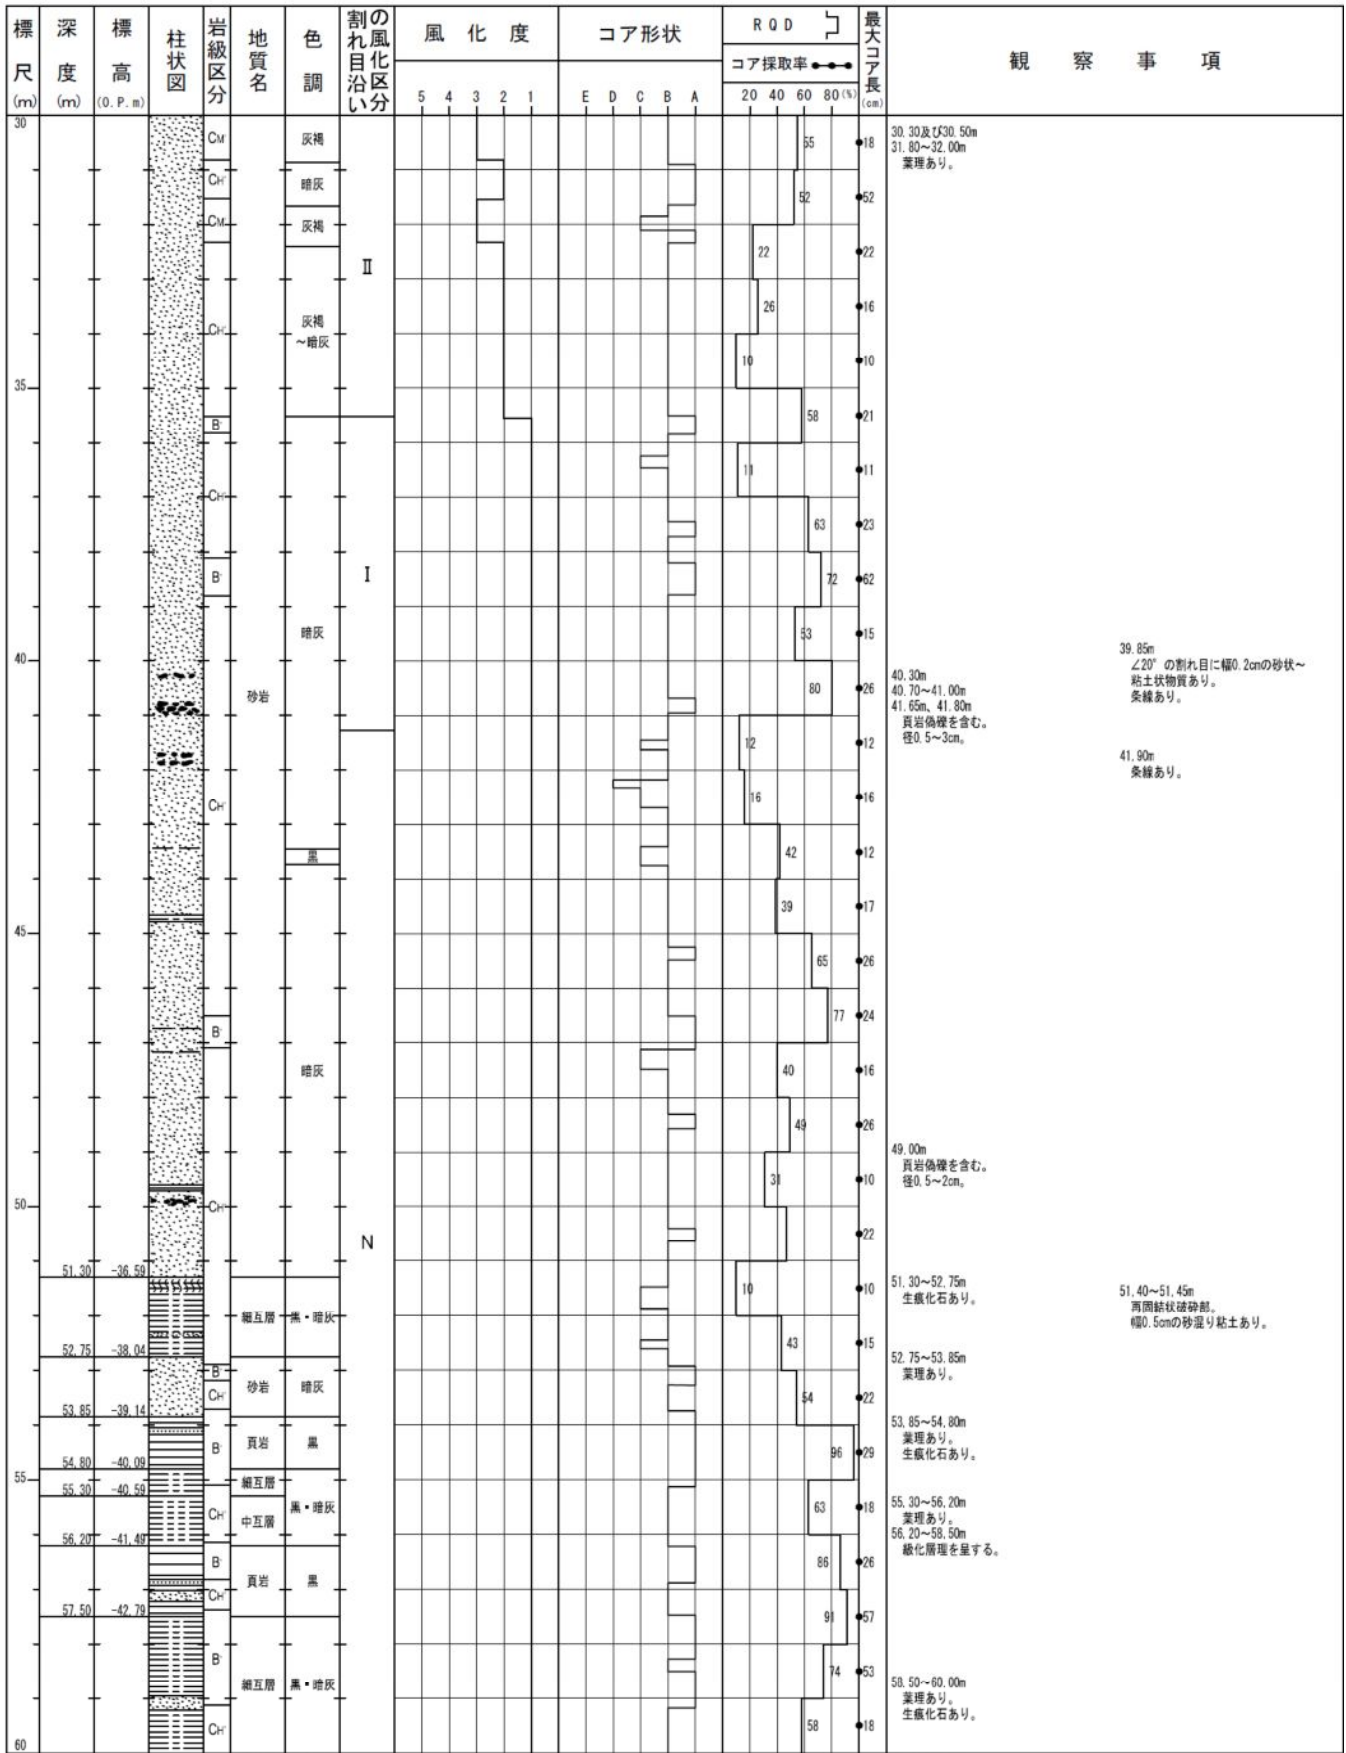 標尺(m)
深度(m)
標高(O.P.m)
柱状図
岩級区分
地質名
色調
割れ目沿いの風化区分
風化度
5 4 3 2 1
コア形状
E D C B A
RQD
コア採取率
20 40 60 80(%)
最大コア長(cm)
観察事項
30
35
40
45
50
55
60
51.30 -36.59
52.75 -38.04
53.85 -39.14
54.80 -40.09
55.30 -40.59
56.20 -41.49
57.50 -42.79
CM'
CH'
CM'
CH'
B'
CH'
B'
CH'
B'
CH'
B'
CH'
B'
CH'
B'
CH'
B'
CH'
砂岩
細互層
砂岩
頁岩
細互層
中互層
頁岩
細互層
灰褐
暗灰
灰褐
灰褐
～暗灰
暗灰
黒
暗灰
黒・暗灰
暗灰
黒
黒・暗灰
黒
黒・暗灰
Ⅱ
Ⅰ
N
55 18
52 52
22 22
26 16
10 10
58 21
11 11
63 23
72 62
53 15
80 26
12 12
16 16
42 12
39 17
65 26
77 24
40 16
49 26
31 10
22
10 10
43 15
54 22
96 29
63 18
86 26
91 57
74 53
58 18
30.30及び30.50m
31.80～32.00m
葉理あり。
40.30m
40.70～41.00m
41.65m、41.80m
頁岩偽礫を含む。
径0.5～3cm。
49.00m
頁岩偽礫を含む。
径0.5～2cm。
51.30～52.75m
生痕化石あり。
52.75～53.85m
葉理あり。
53.85～54.80m
葉理あり。
生痕化石あり。
55.30～56.20m
葉理あり。
56.20～58.50m
級化層理を呈する。
58.50～60.00m
葉理あり。
生痕化石あり。
39.85m
∠20°の割れ目に幅0.2cmの砂状～
粘土状物質あり。
条線あり。
41.90m
条線あり。
51.40～51.45m
再固結状破砕部。
幅0.5cmの砂混り粘土あり。